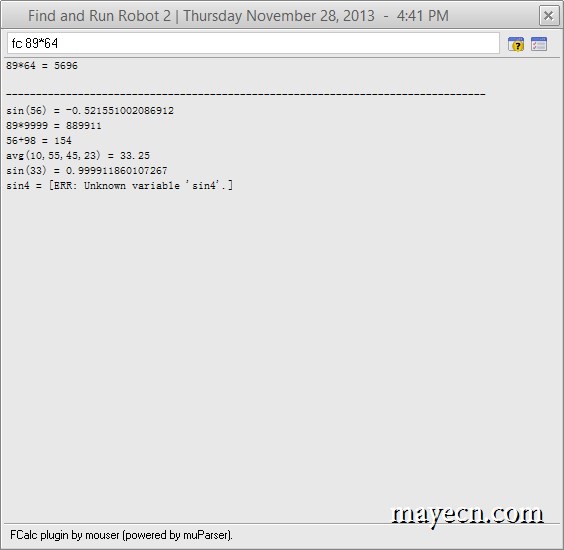 Find and Run Robot 2 | Thursday November 28, 2013 - 4:41 PM
fc 89*64
89*64 = 5696
--------------------------------------------------------------------------------
sin(56) = -0.521551002086912
89*9999 = 889911
56+98 = 154
avg(10,55,45,23) = 33.25
sin(33) = 0.999911860107267
sin4 = [ERR: Unknown variable 'sin4'.]
mayecn.com
FCalc plugin by mouser (powered by muParser).